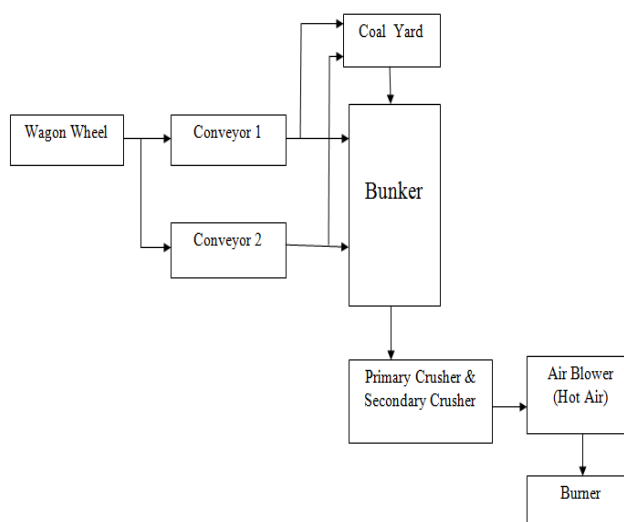 Coal Yard
Wagon Wheel
Conveyor 1
Bunker
Conveyor 2
Primary Crusher &
Secondary Crusher
Air Blower
(Hot Air)
Burner